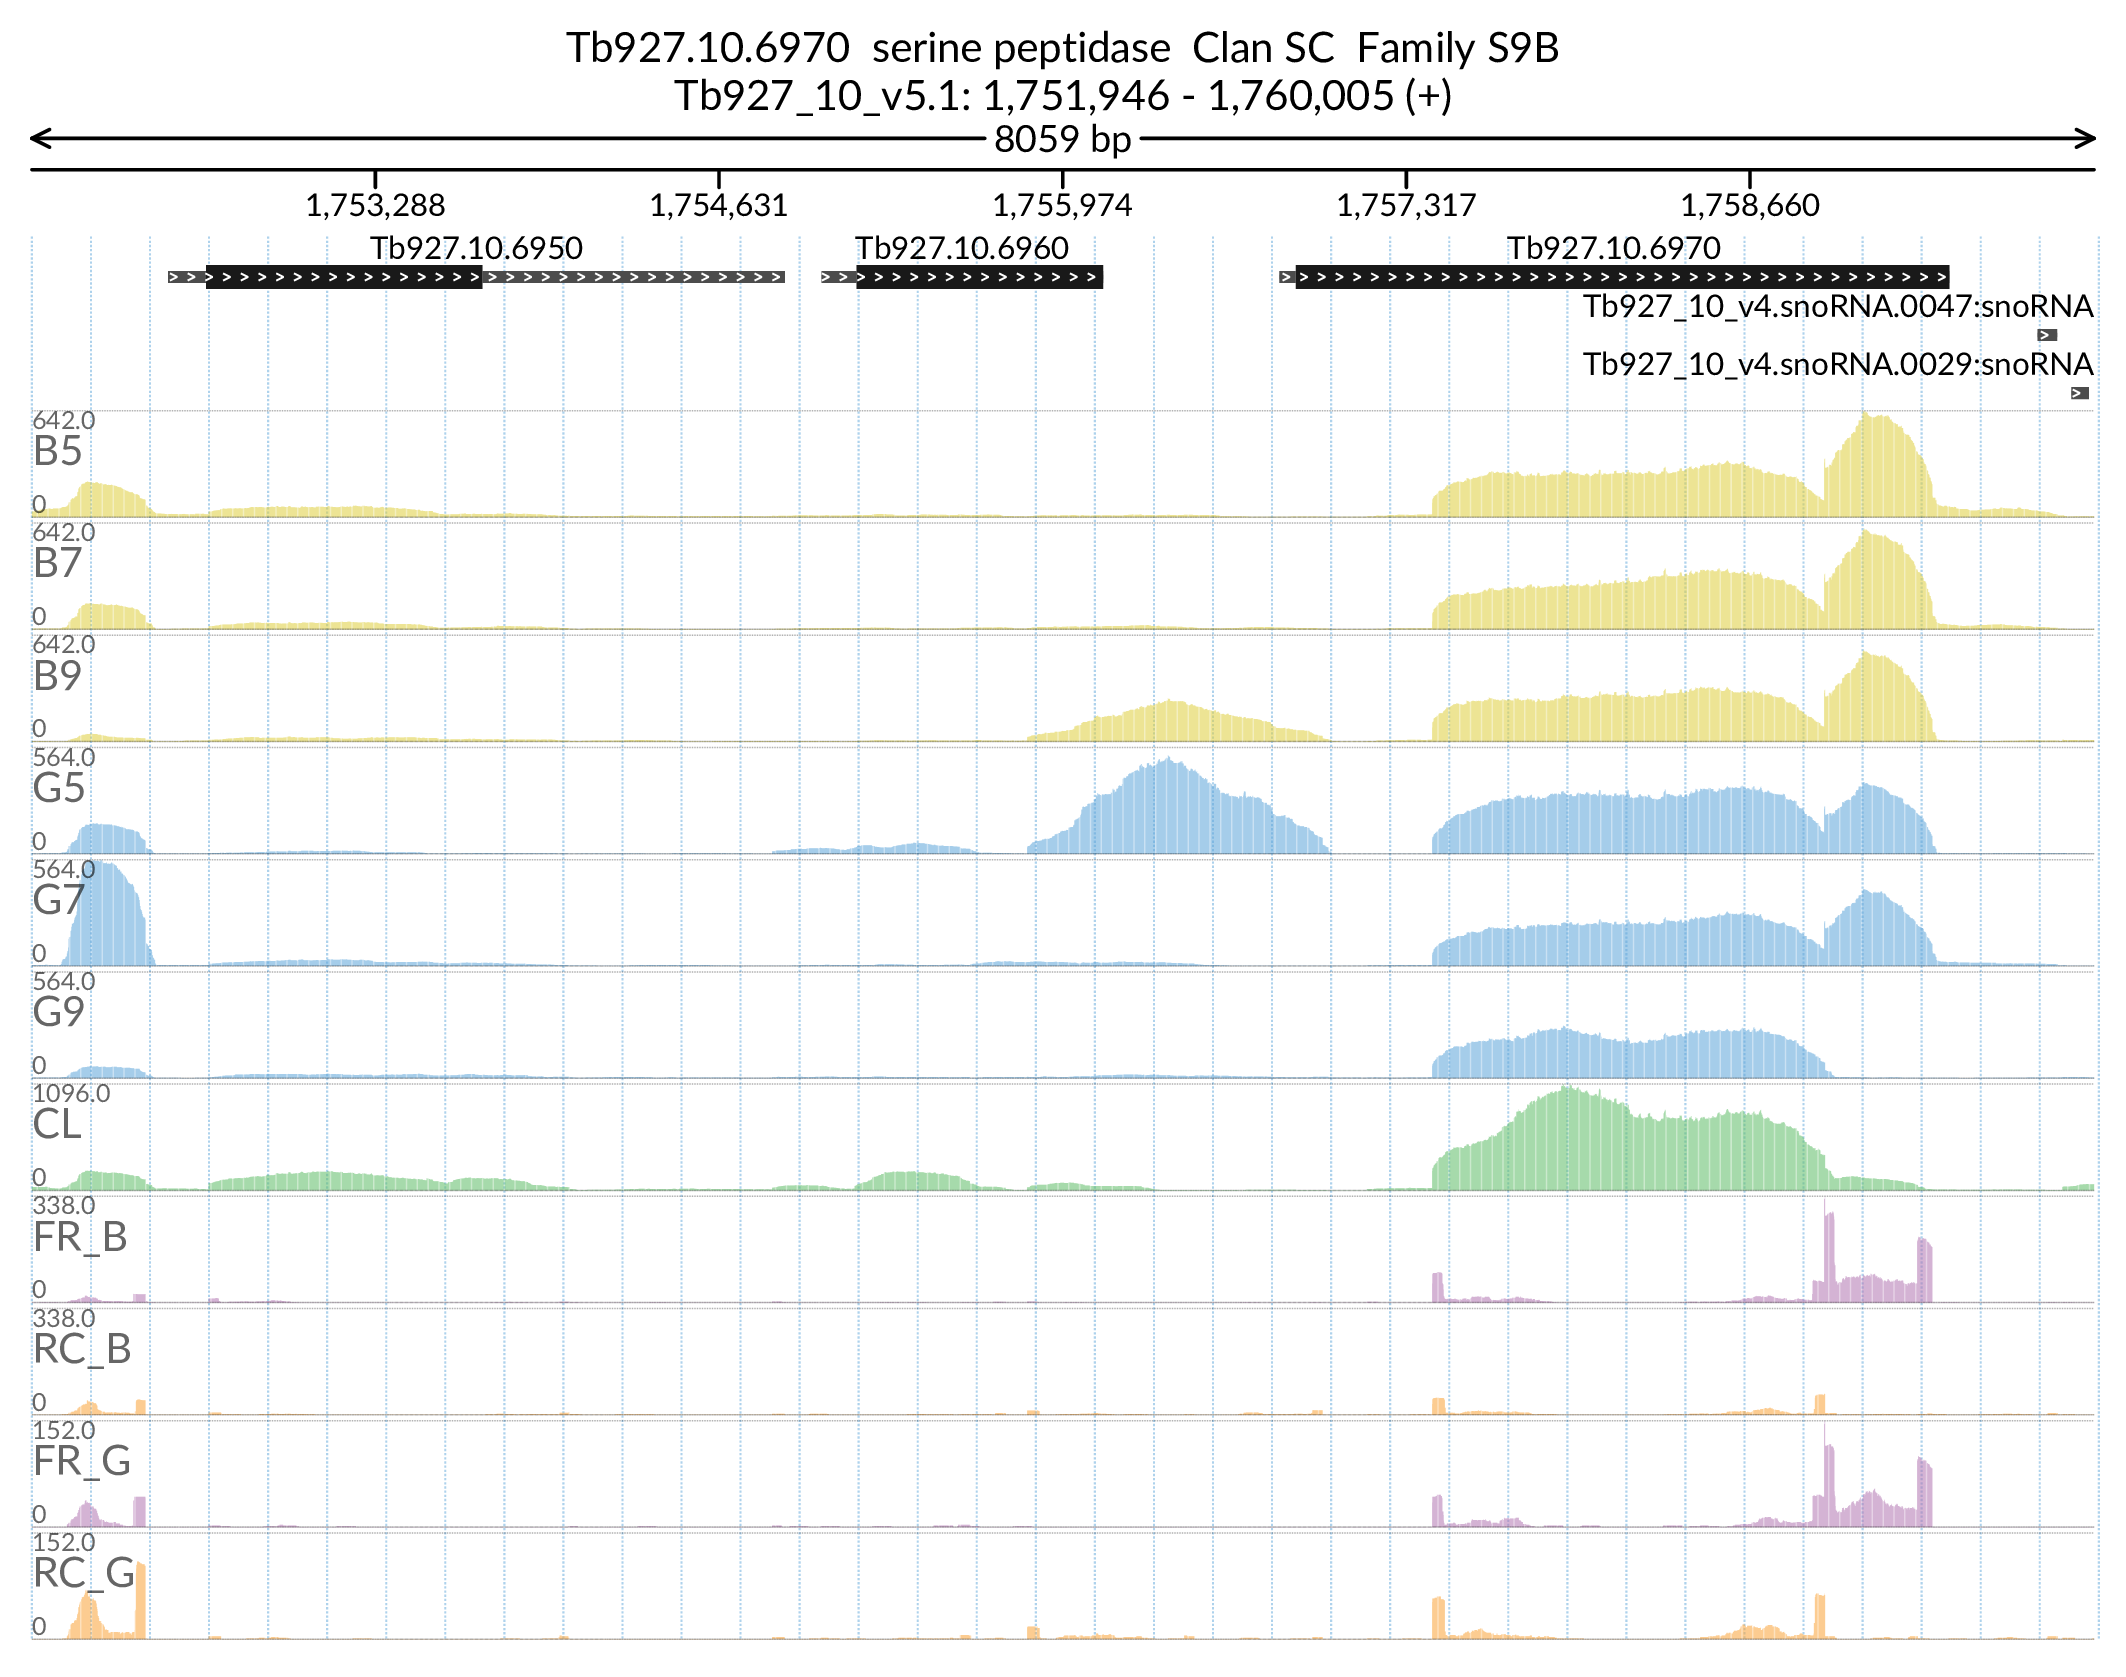 Tb927.10.6970  serine peptidase  Clan SC  Family S9B
Tb927_10_v5.1: 1,751,946 - 1,760,005 (+)
8059 bp
1,753,288 1,754,631 1,755,974 1,757,317 1,758,660
Tb927.10.6950 Tb927.10.6960 Tb927.10.6970
Tb927_10_v4.snoRNA.0047:snoRNA
Tb927_10_v4.snoRNA.0029:snoRNA
642.0
B5
0
642.0
B7
0
642.0
B9
0
564.0
G5
0
564.0
G7
0
564.0
G9
0
1096.0
CL
0
338.0
FR_B
0
338.0
RC_B
0
152.0
FR_G
0
152.0
RC_G
0